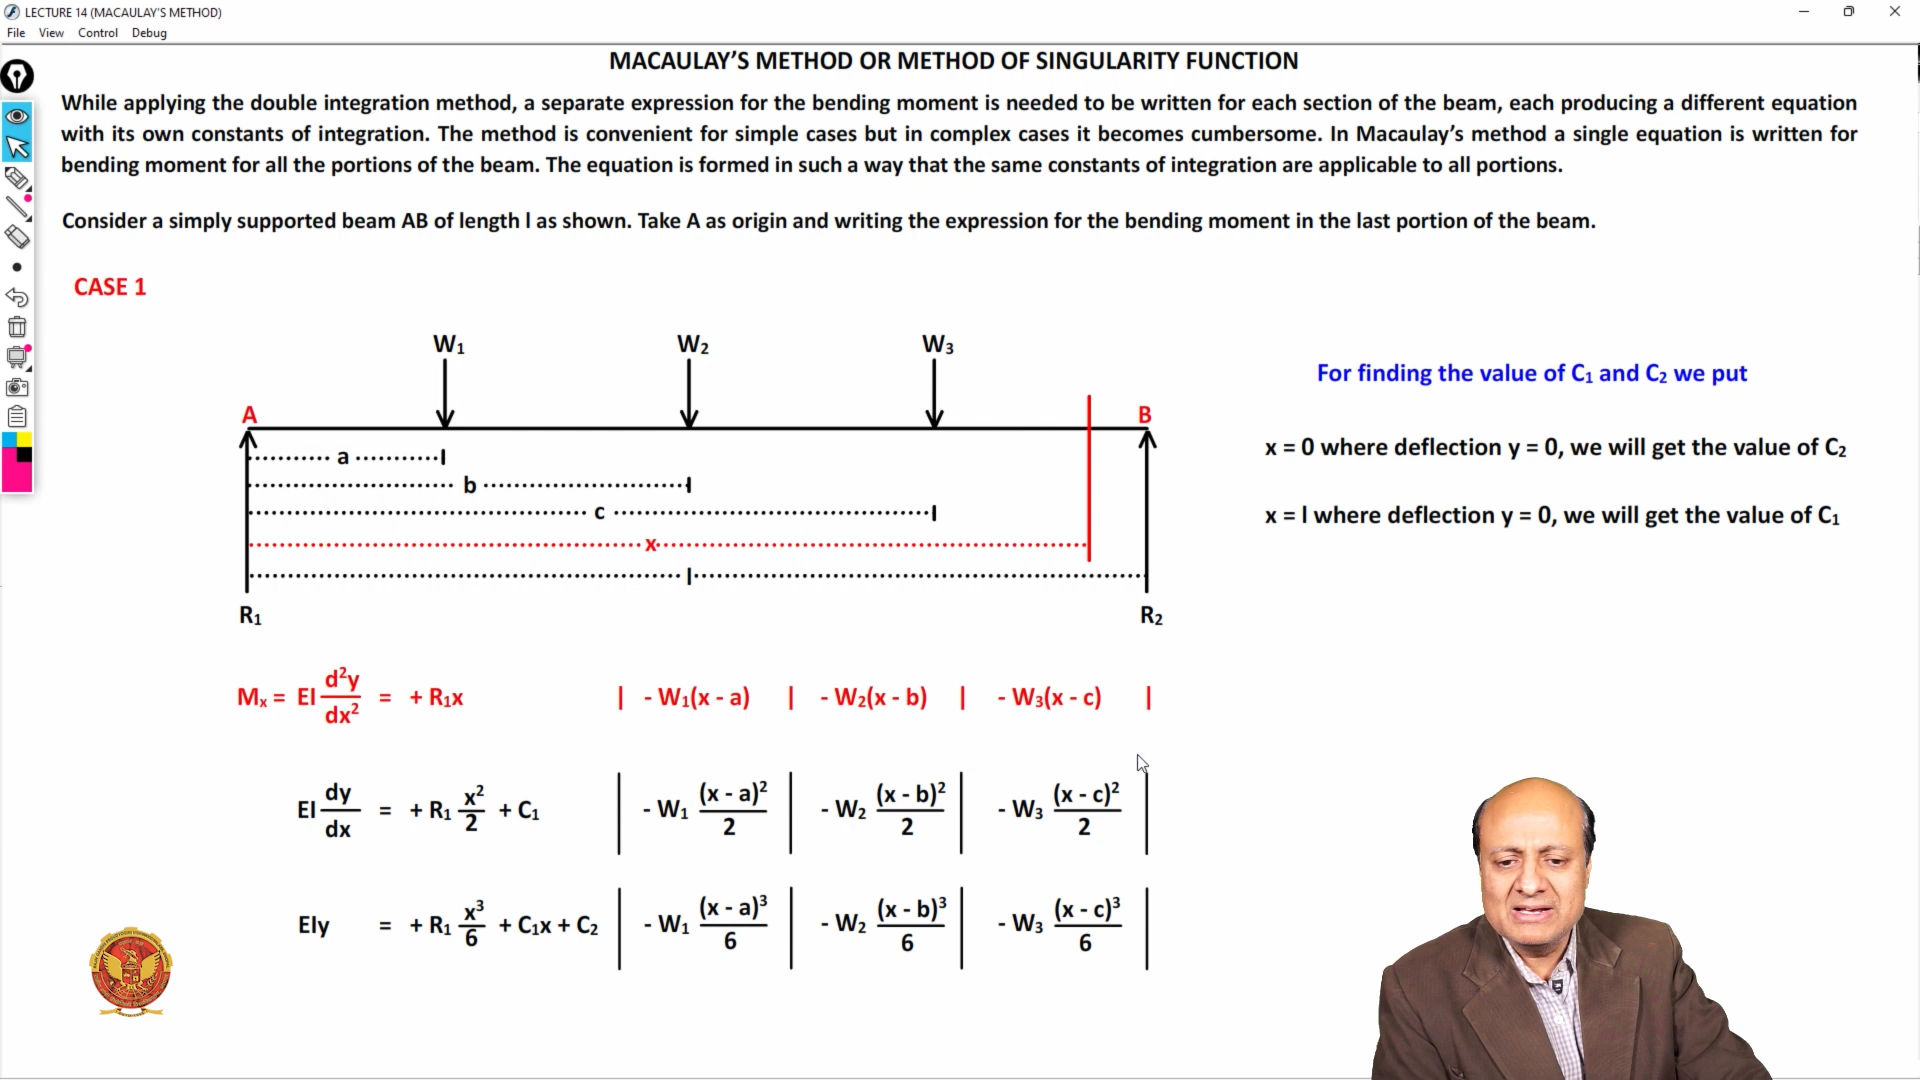 LECTURE 14 (MACAULAY'S METHOD)
File View Control Debug
MACAULAY’S METHOD OR METHOD OF SINGULARITY FUNCTION
While applying the double integration method, a separate expression for the bending moment is needed to be written for each section of the beam, each producing a different equation
with its own constants of integration. The method is convenient for simple cases but in complex cases it becomes cumbersome. In Macaulay’s method a single equation is written for
bending moment for all the portions of the beam. The equation is formed in such a way that the same constants of integration are applicable to all portions.
Consider a simply supported beam AB of length l as shown. Take A as origin and writing the expression for the bending moment in the last portion of the beam.
CASE 1
W₁ W₂ W₃
A B
a
b
c
x
l
R₁ R₂
For finding the value of C₁ and C₂ we put
x = 0 where deflection y = 0, we will get the value of C₂
x = l where deflection y = 0, we will get the value of C₁
Mₓ = EI d²y/dx² = + R₁x | - W₁(x - a) | - W₂(x - b) | - W₃(x - c) |
EI dy/dx = + R₁ x²/2 + C₁ | - W₁ (x - a)²/2 | - W₂ (x - b)²/2 | - W₃ (x - c)²/2 |
EIy = + R₁ x³/6 + C₁x + C₂ | - W₁ (x - a)³/6 | - W₂ (x - b)³/6 | - W₃ (x - c)³/6 |